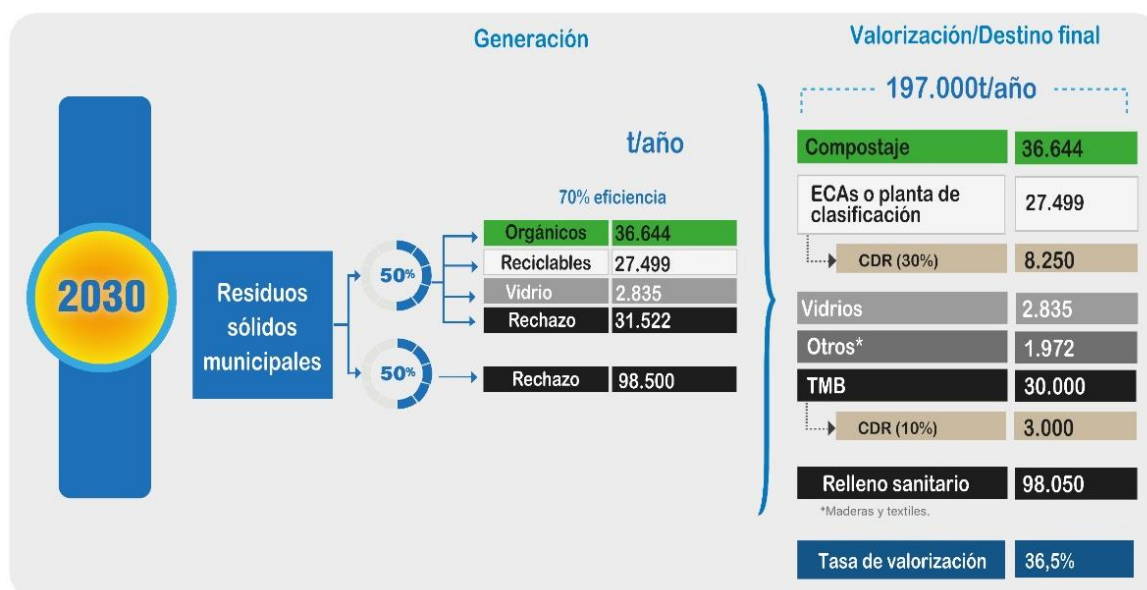 Generación
Valorización/Destino final
197.000t/año
t/año
70% eficiencia
2030
Residuos
sólidos
municipales
50%
50%
Orgánicos 36.644
Reciclables 27.499
Vidrio 2.835
Rechazo 31.522
Rechazo 98.500
Compostaje 36.644
ECAs o planta de
clasificación 27.499
CDR (30%) 8.250
Vidrios 2.835
Otros* 1.972
TMB 30.000
CDR (10%) 3.000
Relleno sanitario 98.050
*Maderas y textiles.
Tasa de valorización 36,5%